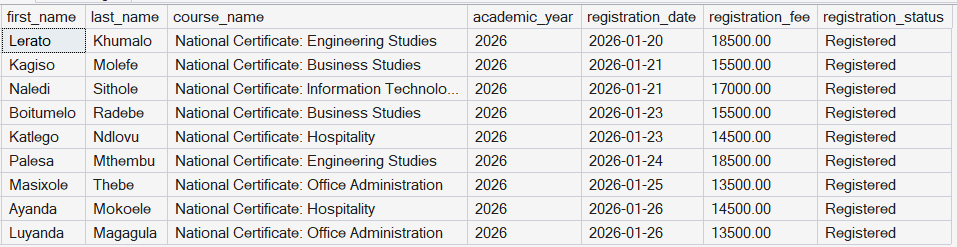 first_name last_name course_name academic_year registration_date registration_fee registration_status
Lerato Khumalo National Certificate: Engineering Studies 2026 2026-01-20 18500.00 Registered
Kagiso Molefe National Certificate: Business Studies 2026 2026-01-21 15500.00 Registered
Naledi Sithole National Certificate: Information Technolo... 2026 2026-01-21 17000.00 Registered
Boitumelo Radebe National Certificate: Business Studies 2026 2026-01-23 15500.00 Registered
Katlego Ndlovu National Certificate: Hospitality 2026 2026-01-23 14500.00 Registered
Palesa Mthembu National Certificate: Engineering Studies 2026 2026-01-24 18500.00 Registered
Masixole Thebe National Certificate: Office Administration 2026 2026-01-25 13500.00 Registered
Ayanda Mokoele National Certificate: Hospitality 2026 2026-01-26 14500.00 Registered
Luyanda Magagula National Certificate: Office Administration 2026 2026-01-26 13500.00 Registered